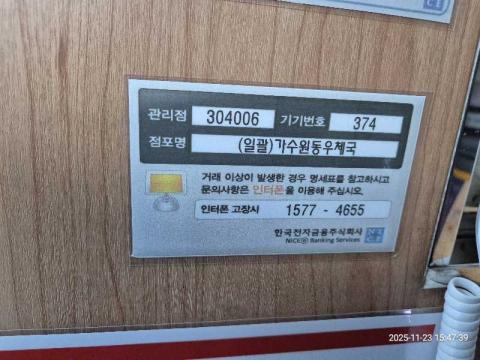 관리점 304006 기기번호 374
점포명 (일괄)가수원동우체국
거래 이상이 발생한 경우 명세표를 참고하시고
문의사항은 인터폰을 이용해 주십시오.
인터폰 고장시 1577 - 4655
한국전자금융주식회사
NICE® Banking Services
2025-11-23 15:47:39